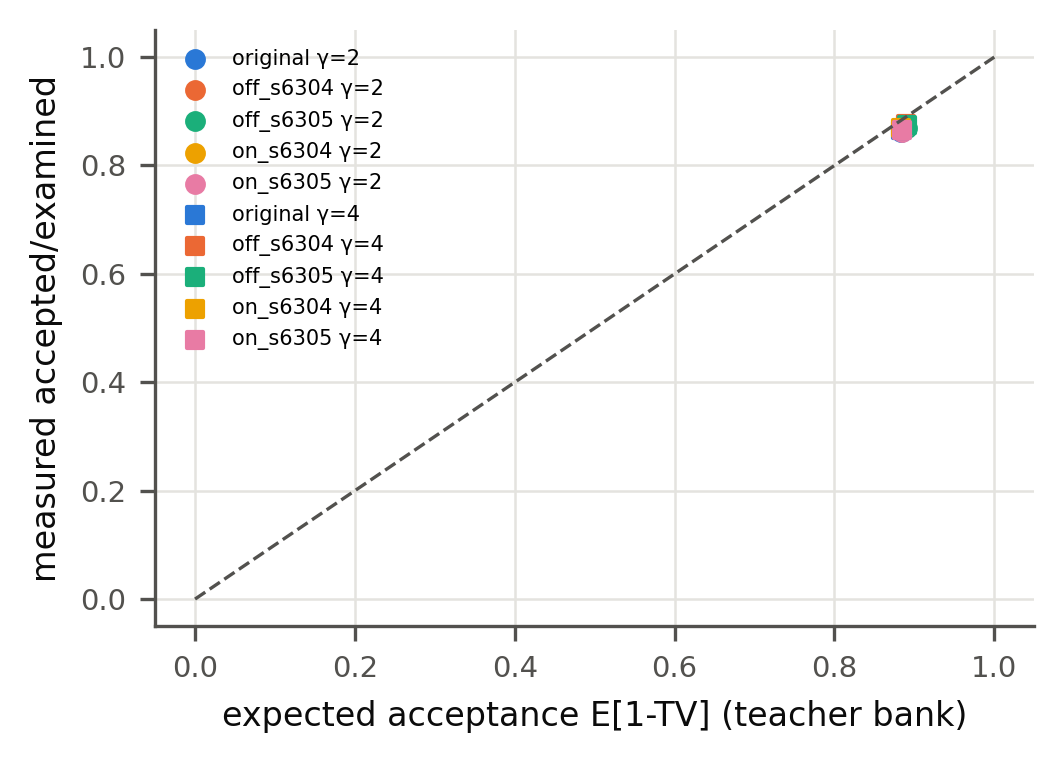 measured accepted/examined
1.0
0.8
0.6
0.4
0.2
0.0
original γ=2
off_s6304 γ=2
off_s6305 γ=2
on_s6304 γ=2
on_s6305 γ=2
original γ=4
off_s6304 γ=4
off_s6305 γ=4
on_s6304 γ=4
on_s6305 γ=4
0.0 0.2 0.4 0.6 0.8 1.0
expected acceptance E[1-TV] (teacher bank)